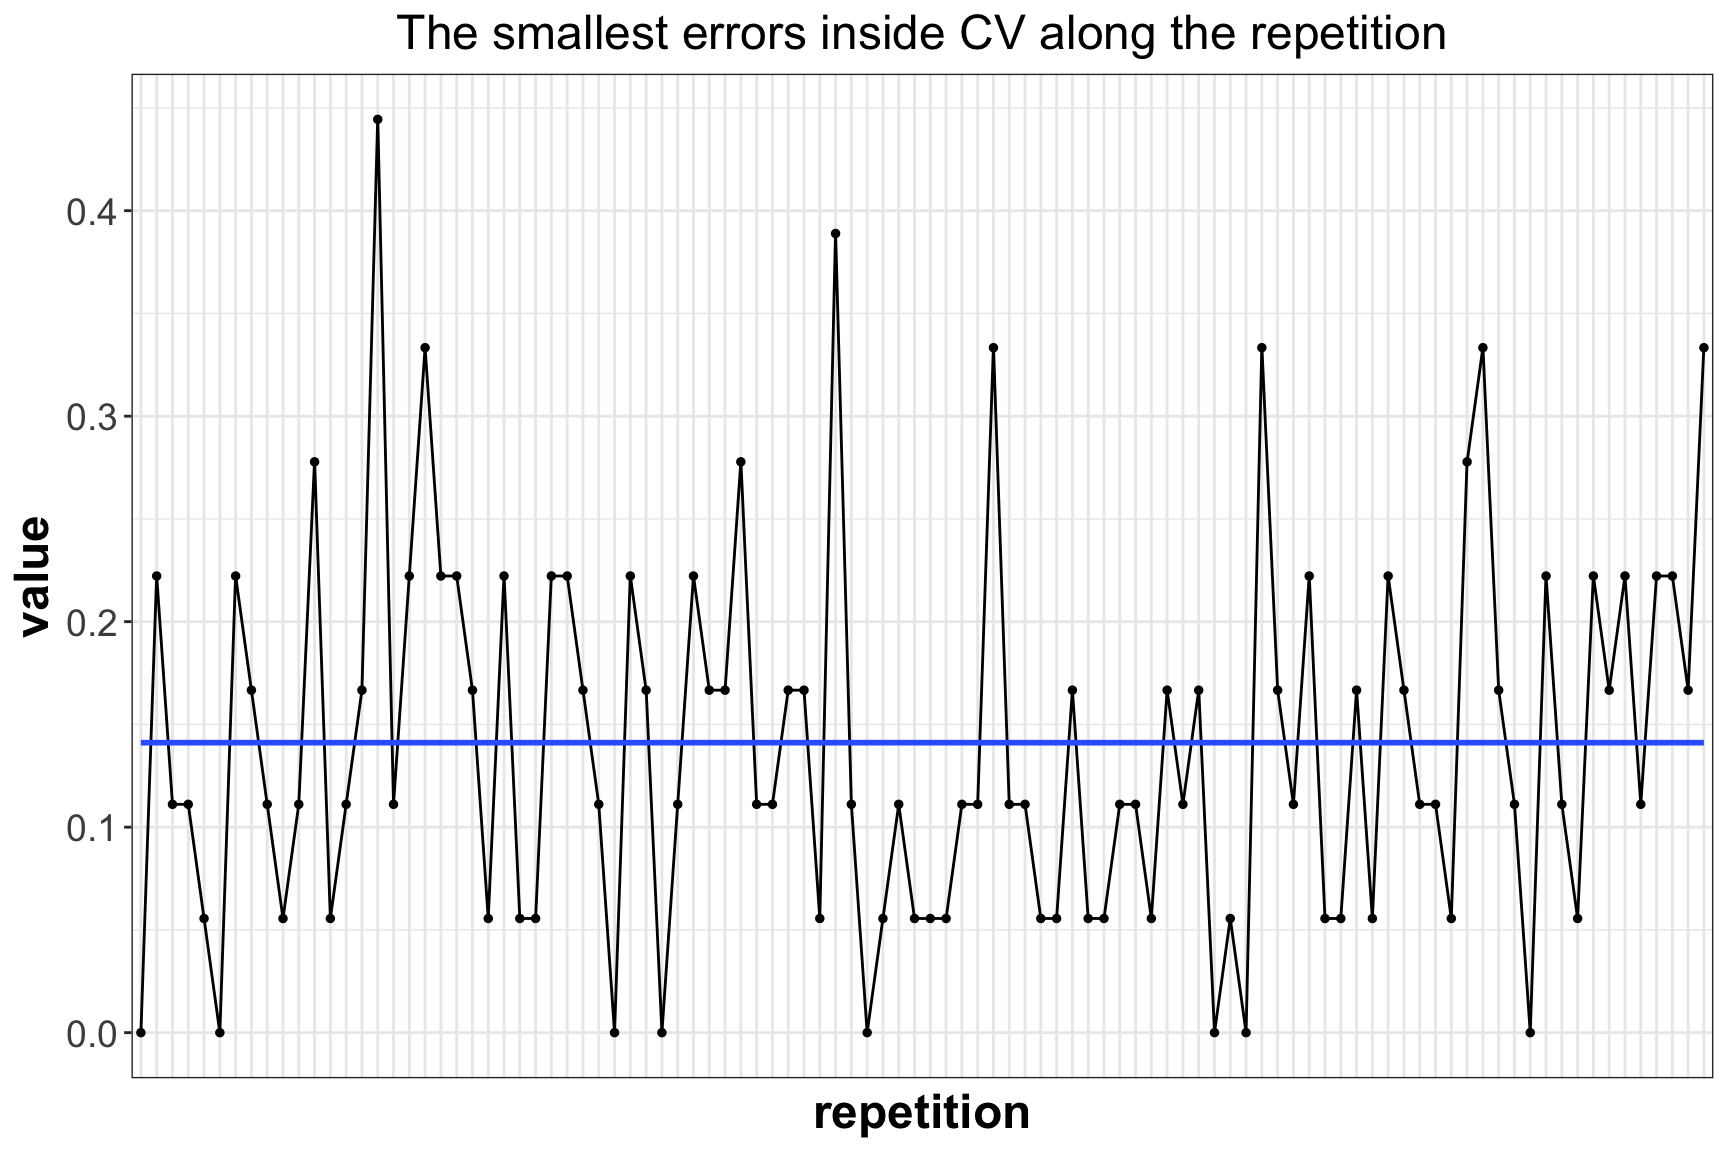 The smallest errors inside CV along the repetition
value
0.4
0.3
0.2
0.1
0.0
repetition